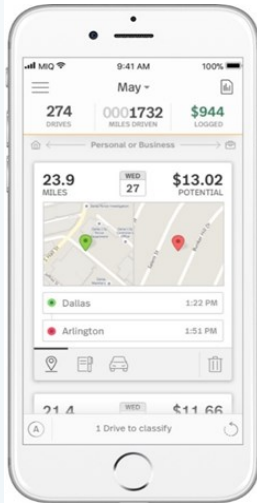 MIQ 9:41 AM 100%
May
274 0001732 $944
DRIVES MILES DRIVEN LOGGED
Personal or Business
23.9 WED $13.02
MILES 27 POTENTIAL
Dallas 1:22 PM
Arlington 1:51 PM
21.4 WED $11.66
A 1 Drive to classify